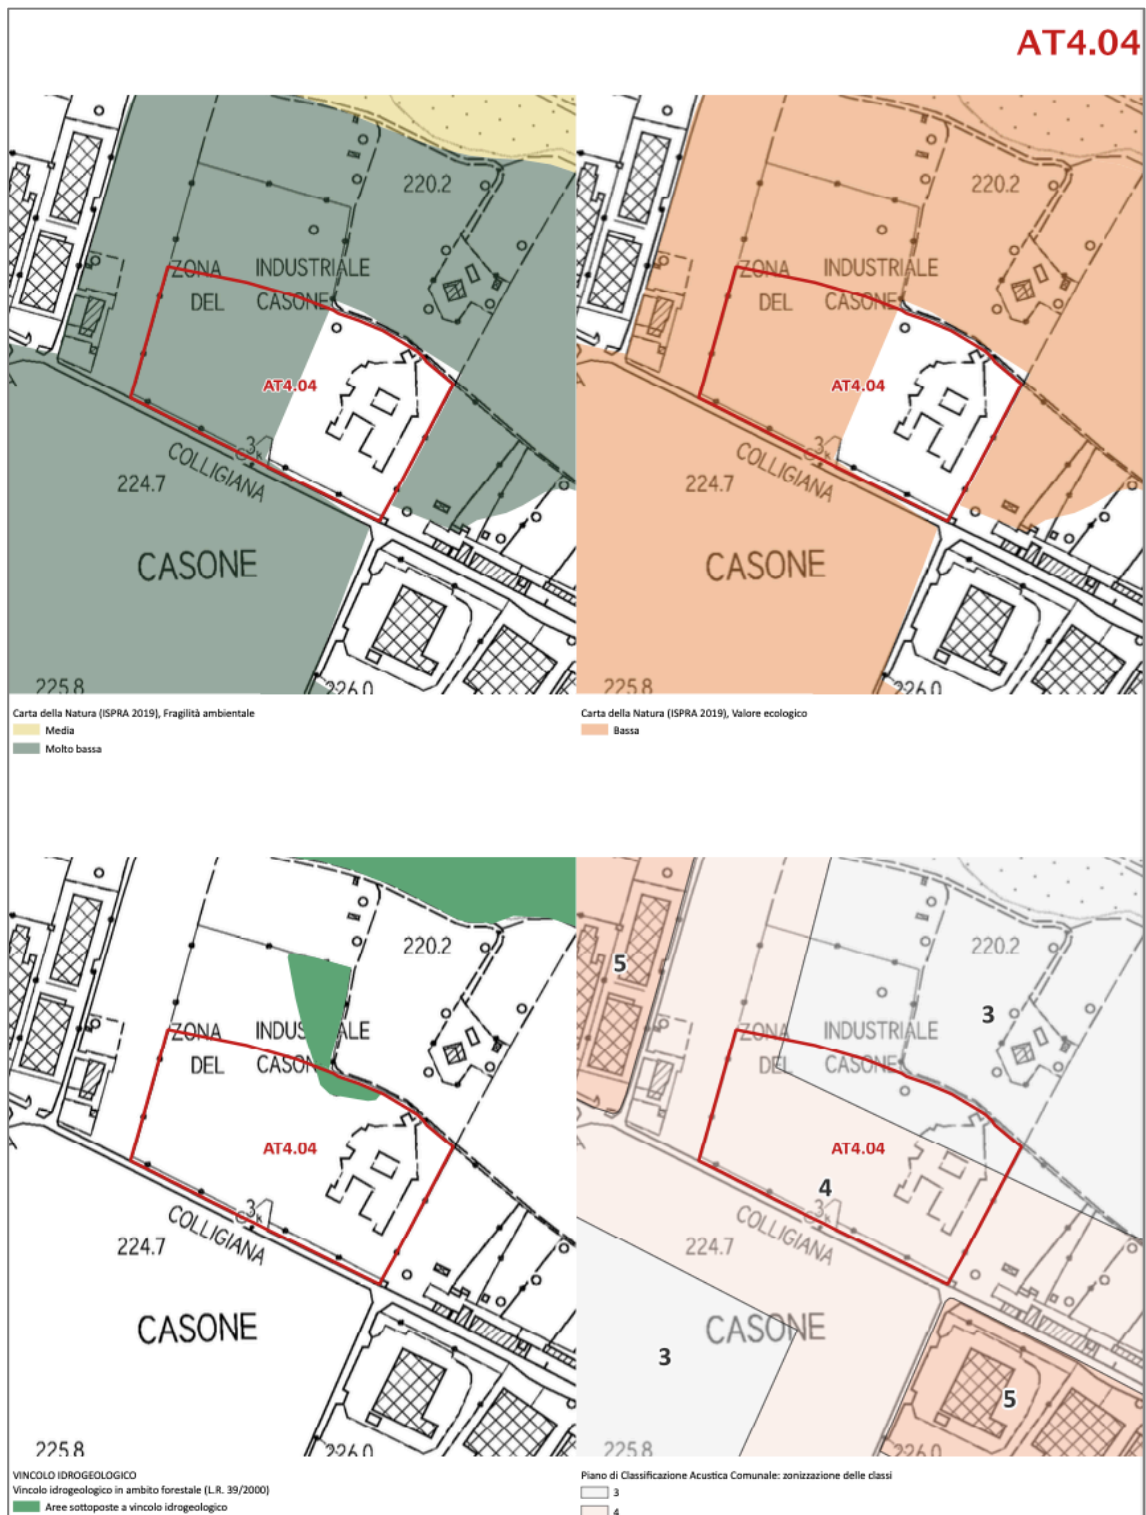 AT4.04
220.2
ZONA INDUSTRIALE
DEL CASONE
AT4.04
3k
COLLIGIANA
224.7
CASONE
225.8
226.0
Carta della Natura (ISPRA 2019), Fragilità ambientale
Media
Molto bassa
220.2
ZONA INDUSTRIALE
DEL CASONE
AT4.04
3k
COLLIGIANA
224.7
CASONE
225.8
226.0
Carta della Natura (ISPRA 2019), Valore ecologico
Bassa
220.2
ZONA INDUSTRIALE
DEL CASONE
AT4.04
3k
COLLIGIANA
224.7
CASONE
225.8
226.0
VINCOLO IDROGEOLOGICO
Vincolo idrogeologico in ambito forestale (L.R. 39/2000)
Aree sottoposte a vincolo idrogeologico
5
220.2
3
ZONA INDUSTRIALE
DEL CASONE
AT4.04
4
3k
COLLIGIANA
224.7
CASONE
3
5
225.8
226.0
Piano di Classificazione Acustica Comunale: zonizzazione delle classi
3
4